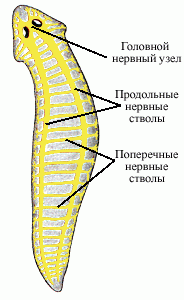 Головной
нервный узел
Продольные
нервные
стволы
Поперечные
нервные
стволы